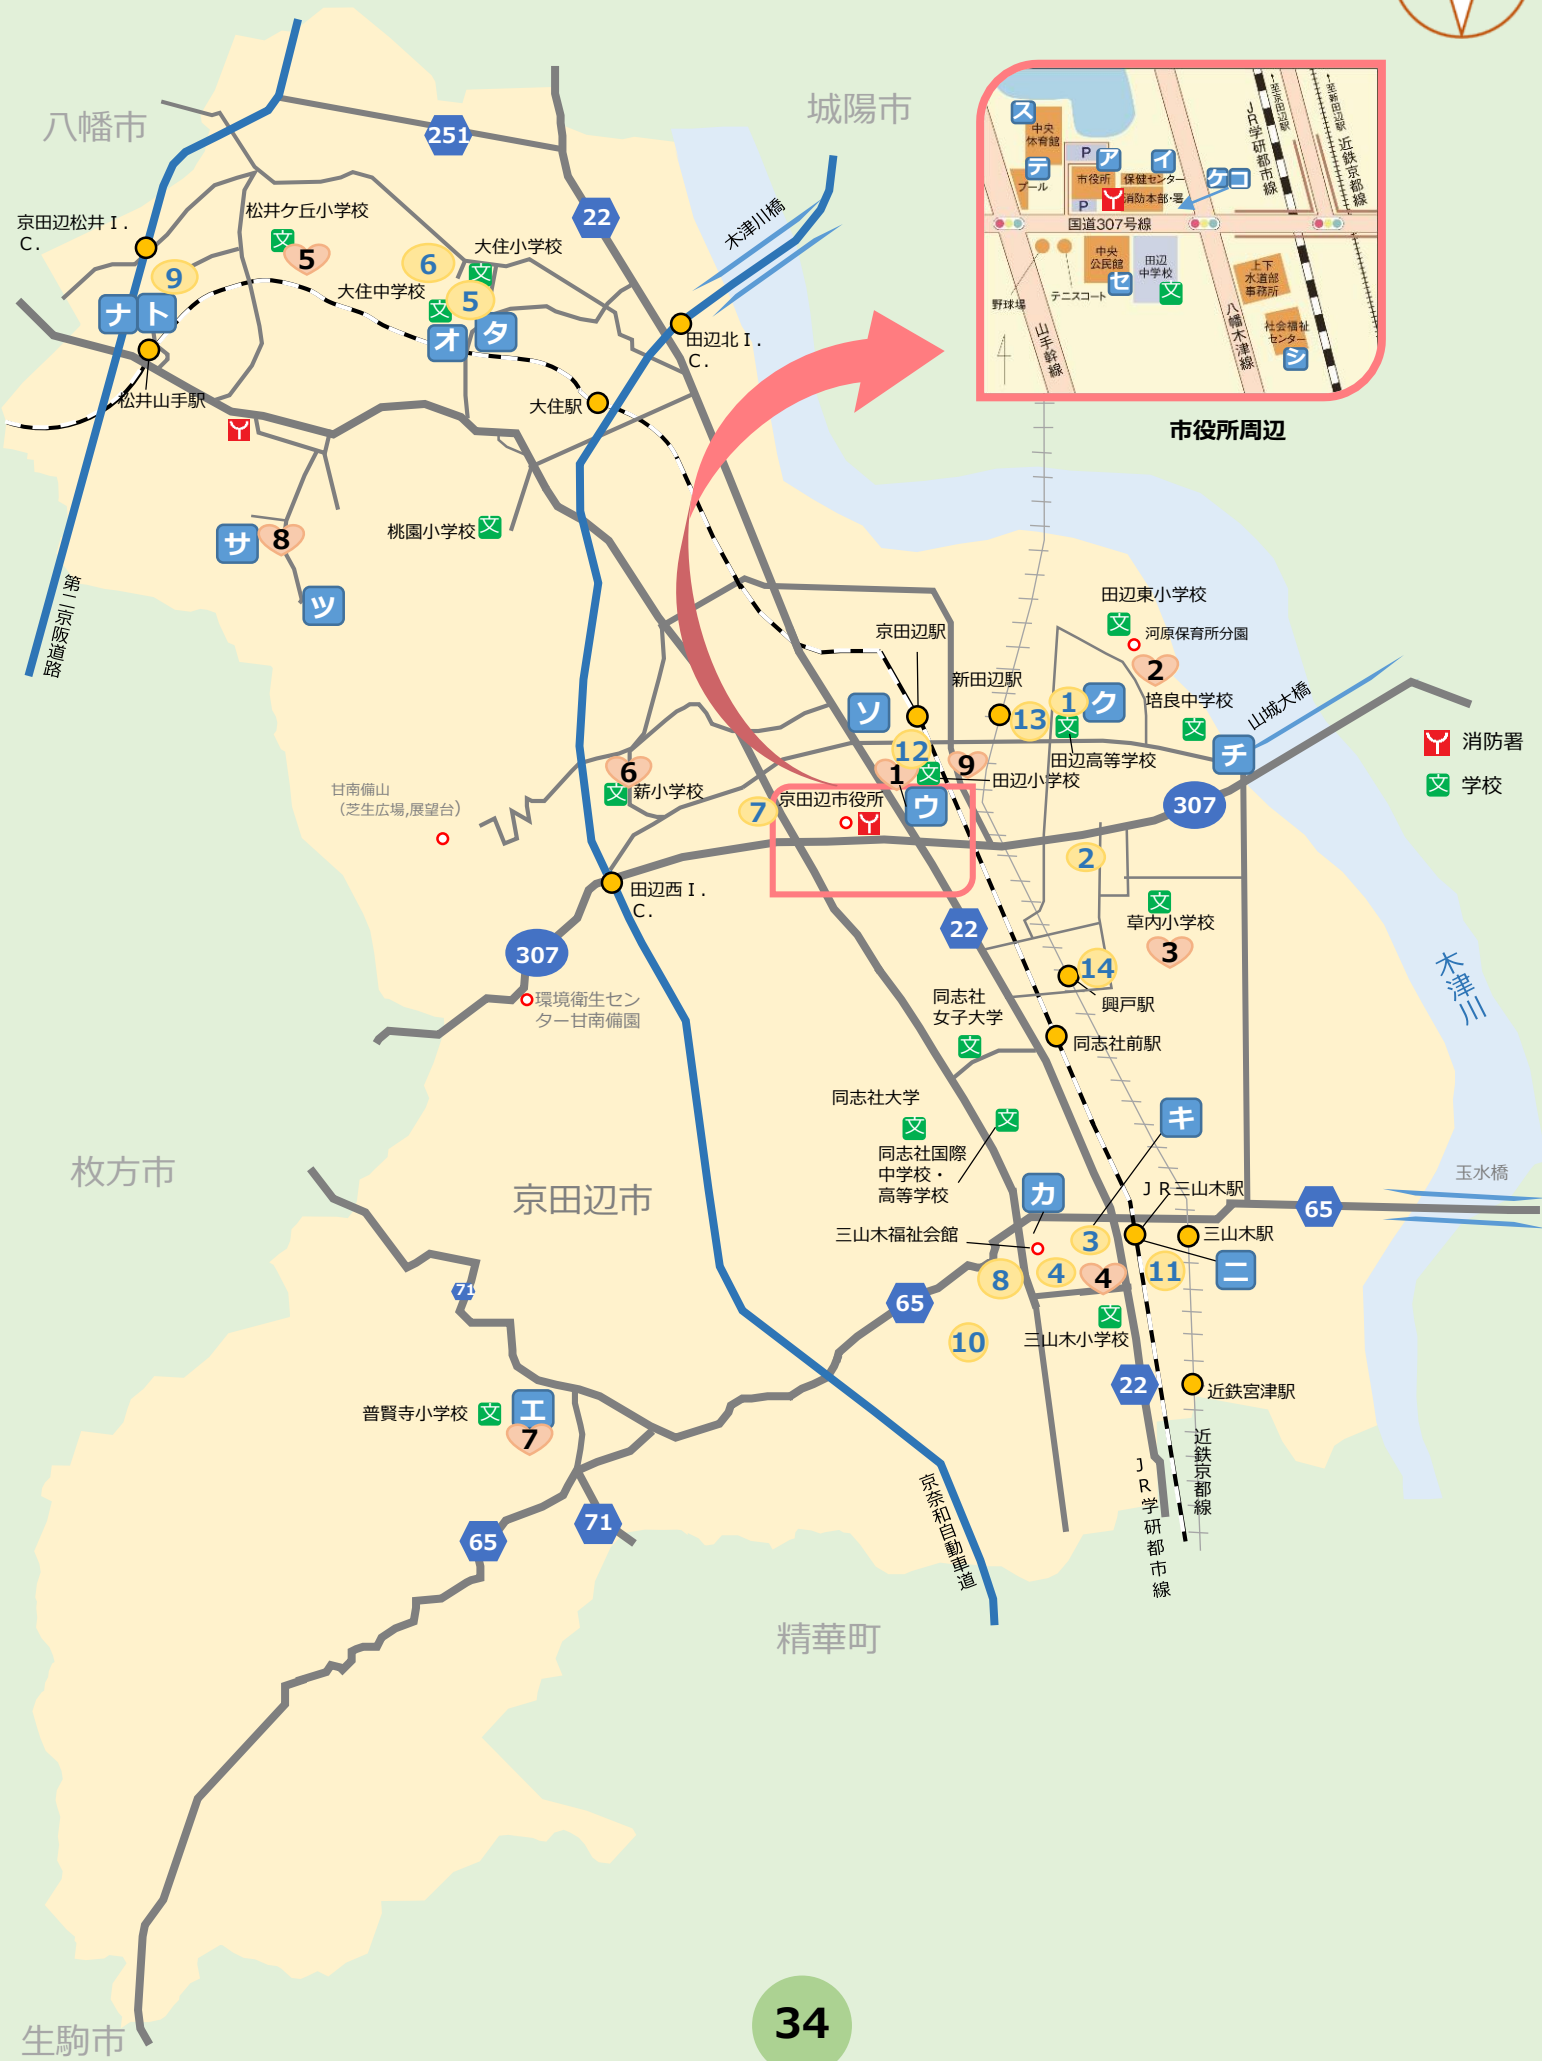 八幡市
城陽市
251
22
木津川橋
京田辺松井Ｉ．
Ｃ．
松井ケ丘小学校
5
9
6
大住小学校
大住中学校
5
ナ
ト
オ
タ
田辺北Ｉ．
Ｃ．
松井山手駅
大住駅
桃園小学校
サ
8
ツ
第二京阪道路
ス
中央
体育館
テ
プール
P
ア
市役所
P
イ
保健センター
消防本部・署
ケ
コ
国道307号線
JR学研都市線
←至京田辺駅
←至新田辺駅
近鉄京都線
中央
公民館
セ
田辺
中学校
文
野球場
テニスコート
山手幹線
八幡木津線
上下
水道部
事務所
社会福祉
センター
シ
市役所周辺
田辺東小学校
河原保育所分園
2
京田辺駅
新田辺駅
ソ
13
1
ク
培良中学校
山城大橋
チ
12
1
9
田辺高等学校
田辺小学校
ウ
307
消防署
文
学校
甘南備山
（芝生広場,展望台）
6
薪小学校
7
京田辺市役所
2
田辺西Ｉ．
Ｃ．
307
環境衛生セン
ター甘南備園
22
草内小学校
3
14
興戸駅
同志社
女子大学
同志社前駅
木津川
同志社大学
同志社国際
中学校・
高等学校
キ
カ
ＪＲ三山木駅
三山木福祉会館
三山木駅
65
玉水橋
枚方市
京田辺市
3
4
8
4
11
ニ
65
10
三山木小学校
71
22
近鉄宮津駅
普賢寺小学校
エ
7
71
65
京奈和自動車道
ＪＲ学研都市線
近鉄京都線
精華町
生駒市
34